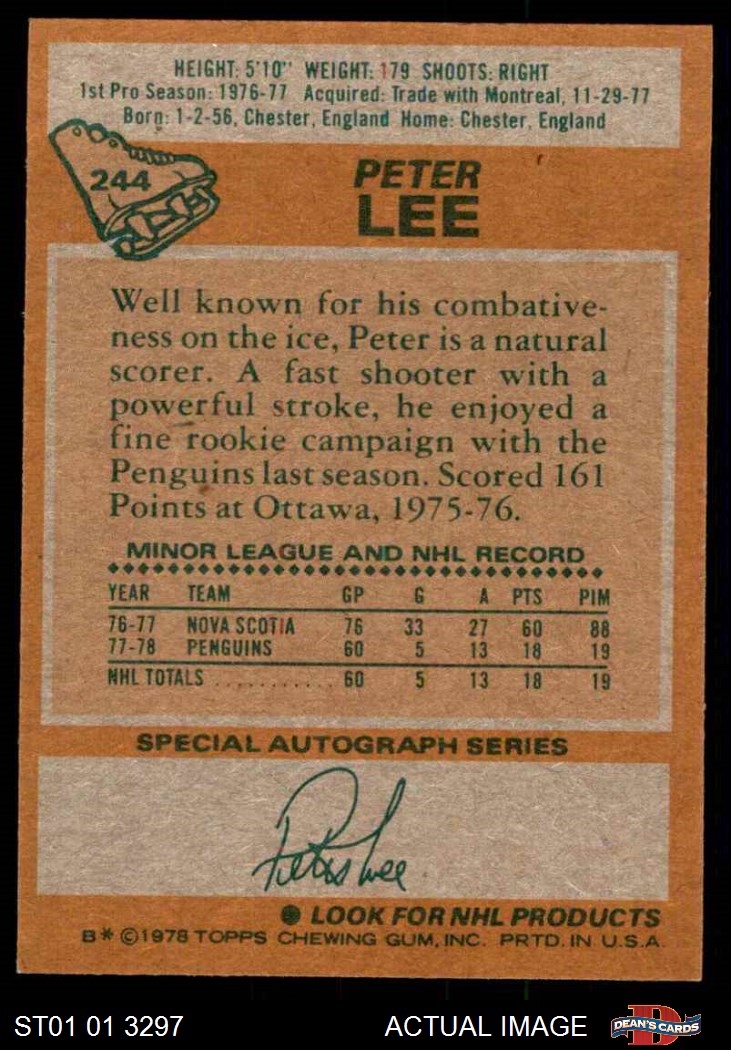 HEIGHT: 5'10" WEIGHT: 179 SHOOTS: RIGHT
1st Pro Season: 1976-77 Acquired: Trade with Montreal, 11-29-77
Born: 1-2-56, Chester, England Home: Chester, England
244
PETER
LEE
Well known for his combative-
ness on the ice, Peter is a natural
scorer. A fast shooter with a
powerful stroke, he enjoyed a
fine rookie campaign with the
Penguins last season. Scored 161
Points at Ottawa, 1975-76.
MINOR LEAGUE AND NHL RECORD
YEAR TEAM GP G A PTS PIM
76-77 NOVA SCOTIA 76 33 27 60 88
77-78 PENGUINS 60 5 13 18 19
NHL TOTALS ........... 60 5 13 18 19
SPECIAL AUTOGRAPH SERIES
Peter Lee
LOOK FOR NHL PRODUCTS
B* ©1978 TOPPS CHEWING GUM, INC. PRTD. IN U.S.A.
ST01 01 3297 ACTUAL IMAGE DEAN'S CARDS